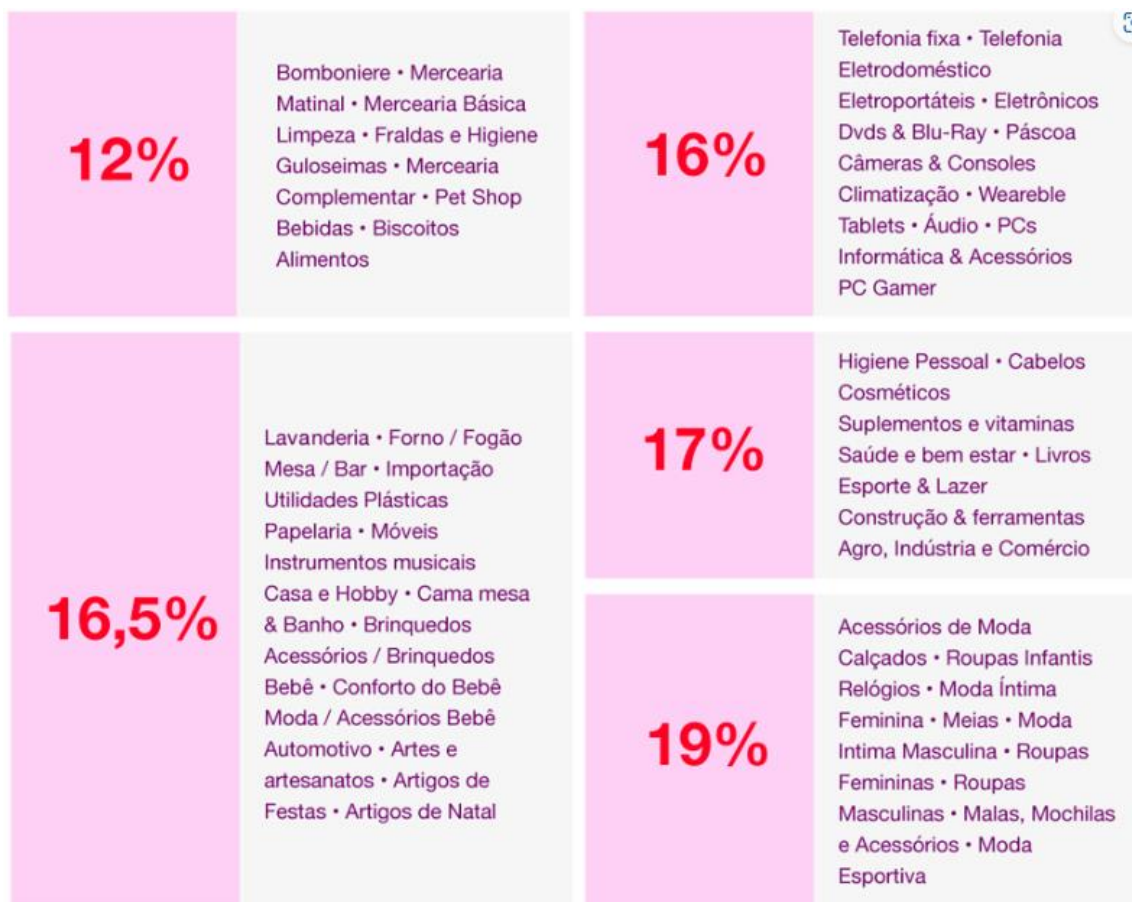 12%
Bomboniere • Mercearia
Matinal • Mercearia Básica
Limpeza • Fraldas e Higiene
Guloseimas • Mercearia
Complementar • Pet Shop
Bebidas • Biscoitos
Alimentos
16%
Telefonia fixa • Telefonia
Eletrodoméstico
Eletroportáteis • Eletrônicos
Dvds & Blu-Ray • Páscoa
Câmeras & Consoles
Climatização • Weareble
Tablets • Áudio • PCs
Informática & Acessórios
PC Gamer
16,5%
Lavanderia • Forno / Fogão
Mesa / Bar • Importação
Utilidades Plásticas
Papelaria • Móveis
Instrumentos musicais
Casa e Hobby • Cama mesa
& Banho • Brinquedos
Acessórios / Brinquedos
Bebê • Conforto do Bebê
Moda / Acessórios Bebê
Automotivo • Artes e
artesanatos • Artigos de
Festas • Artigos de Natal
17%
Higiene Pessoal • Cabelos
Cosméticos
Suplementos e vitaminas
Saúde e bem estar • Livros
Esporte & Lazer
Construção & ferramentas
Agro, Indústria e Comércio
19%
Acessórios de Moda
Calçados • Roupas Infantis
Relógios • Moda Íntima
Feminina • Meias • Moda
Intima Masculina • Roupas
Femininas • Roupas
Masculinas • Malas, Mochilas
e Acessórios • Moda
Esportiva